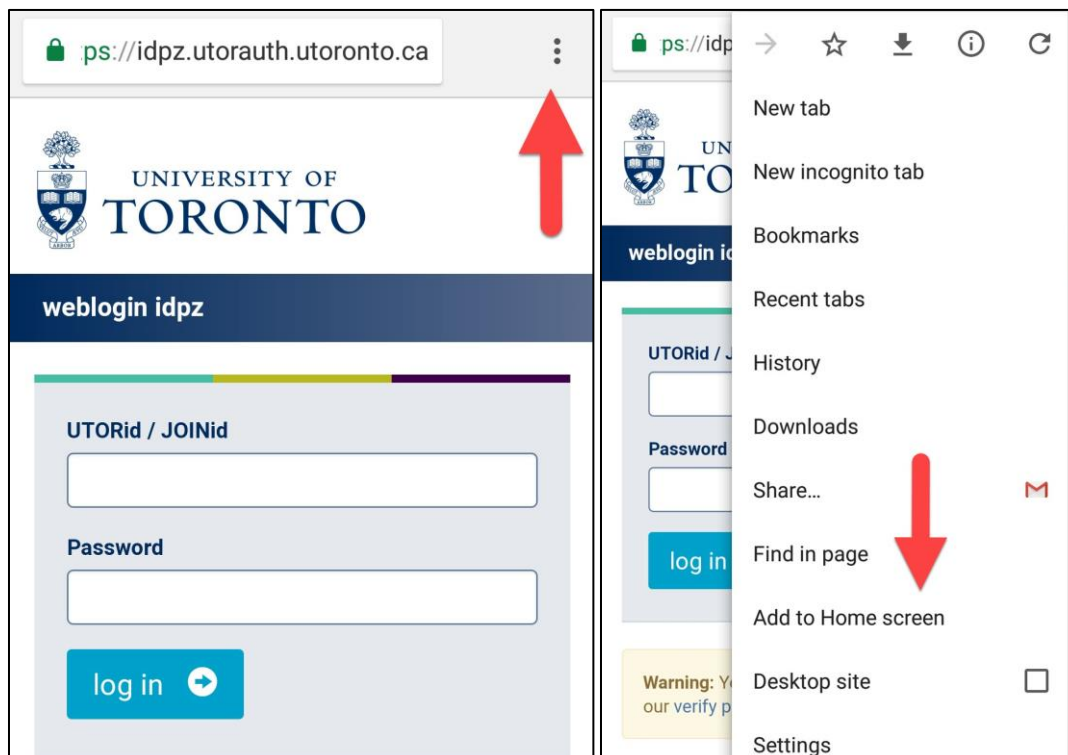 ps://idpz.utorauth.utoronto.ca
UNIVERSITY OF
TORONTO
weblogin idpz
UTORid / JOINid
Password
log in
ps://idp
UN
TO
weblogin
UTORid / J
Password
log in
Warning: Y
our verify p
New tab
New incognito tab
Bookmarks
Recent tabs
History
Downloads
Share...
Find in page
Add to Home screen
Desktop site
Settings